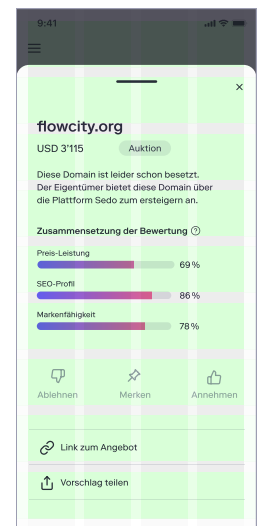 9:41
flowcity.org
USD 3'115 Auktion
Diese Domain ist leider schon besetzt.
Der Eigentümer bietet diese Domain über
die Plattform Sedo zum ersteigern an.
Zusammensetzung der Bewertung ?
Preis-Leistung
69 %
SEO-Profil
86 %
Markenfähigkeit
78 %
Ablehnen Merken Annehmen
Link zum Angebot
Vorschlag teilen